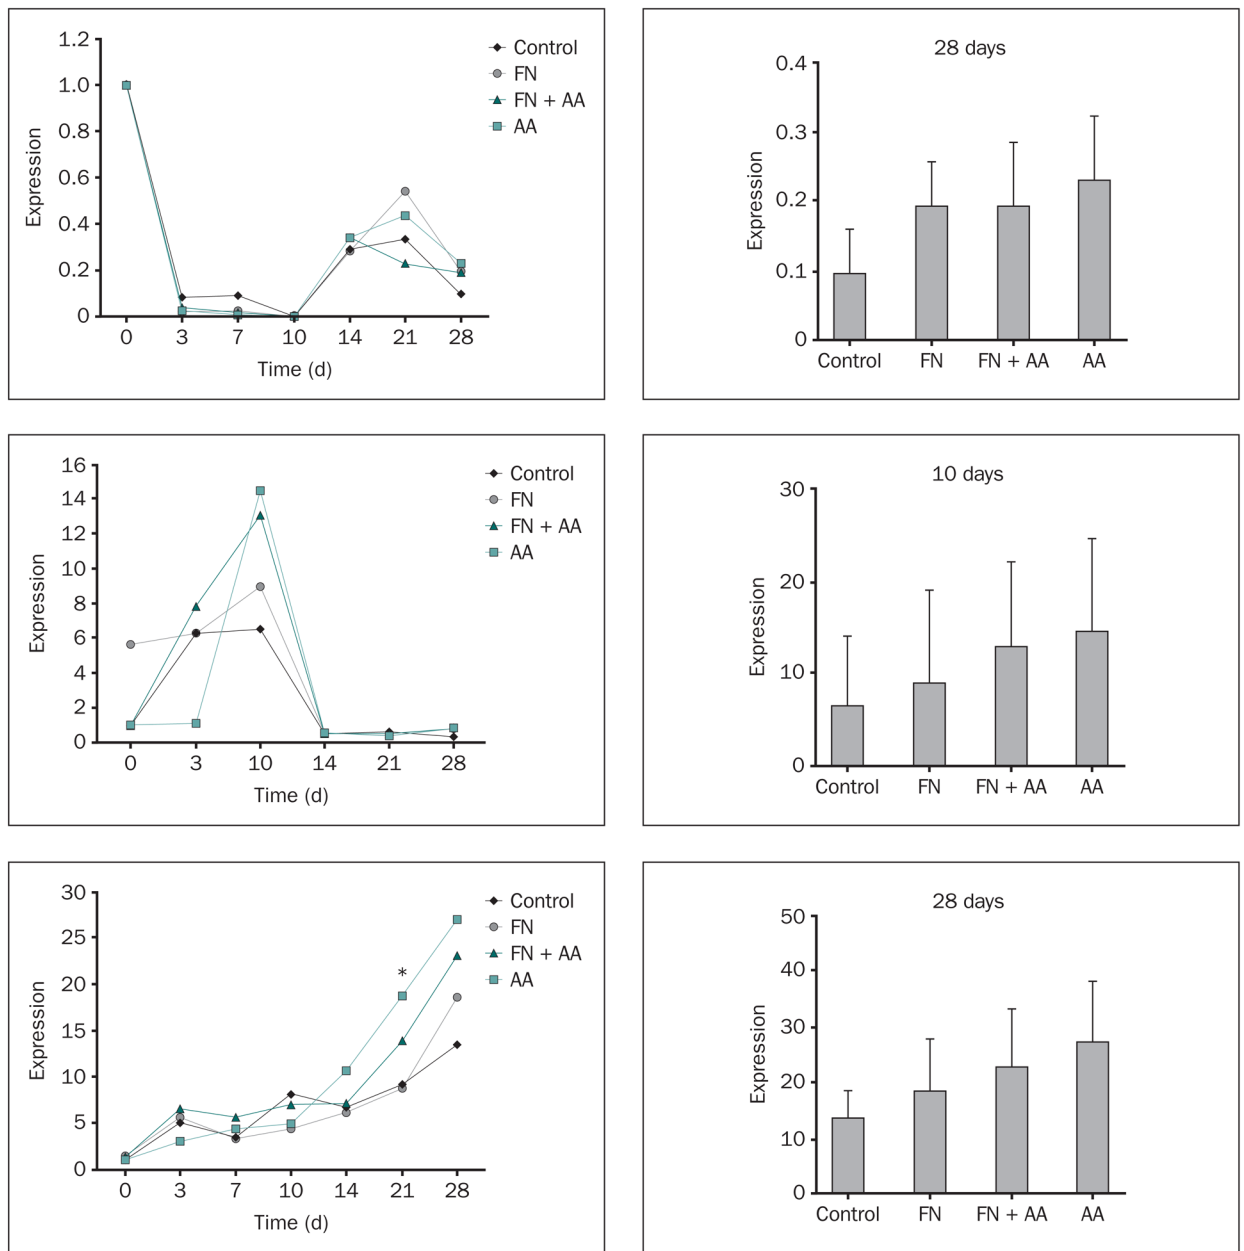 1.2
1.0
0.8
0.6
0.4
0.2
0
Expression
0 3 7 10 14 21 28
Time (d)
Control
FN
FN + AA
AA
28 days
0.4
0.3
0.2
0.1
0
Expression
Control FN FN + AA AA
16
14
12
10
8
6
4
2
0
Expression
0 3 10 14 21 28
Time (d)
Control
FN
FN + AA
AA
10 days
30
20
10
0
Expression
Control FN FN + AA AA
30
25
20
15
10
5
0
Expression
0 3 7 10 14 21 28
Time (d)
*
Control
FN
FN + AA
AA
28 days
50
40
30
20
10
0
Expression
Control FN FN + AA AA